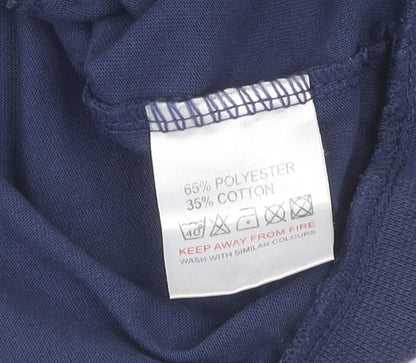 65% POLYESTER
35% COTTON
40°
KEEP AWAY FROM FIRE
WASH WITH SIMILAR COLOURS